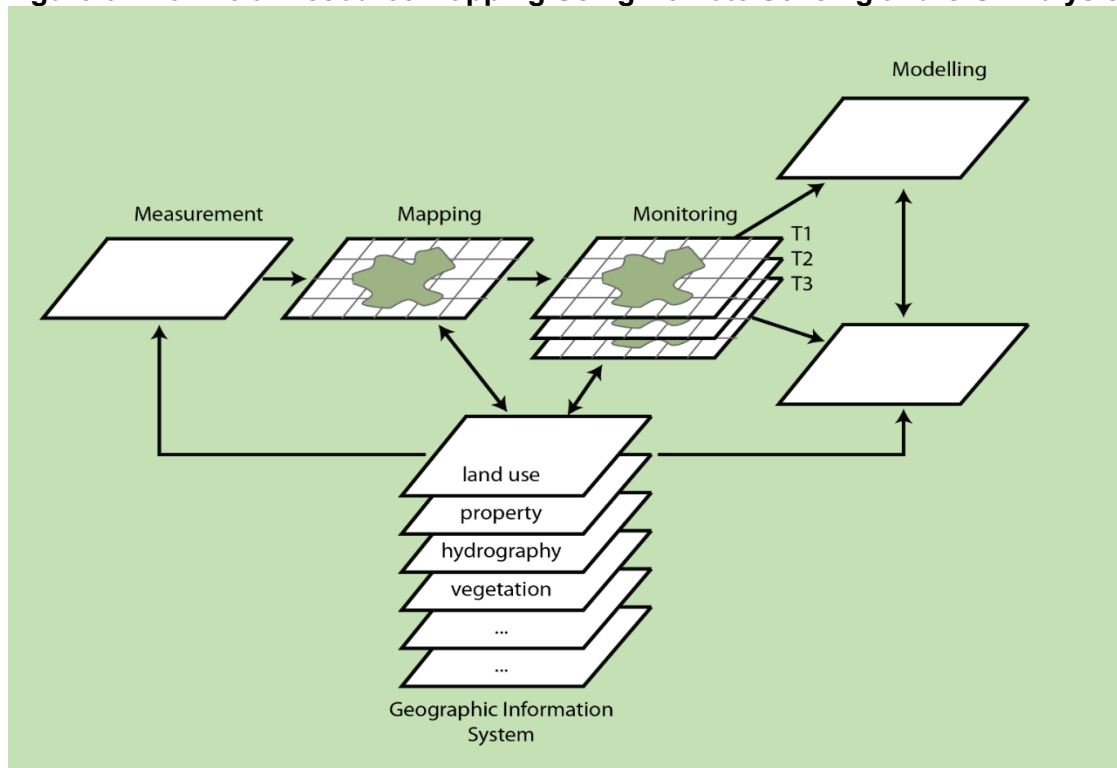 Modelling
Measurement
Mapping
Monitoring
T1
T2
T3
land use
property
hydrography
vegetation
...
...
Geographic Information
System